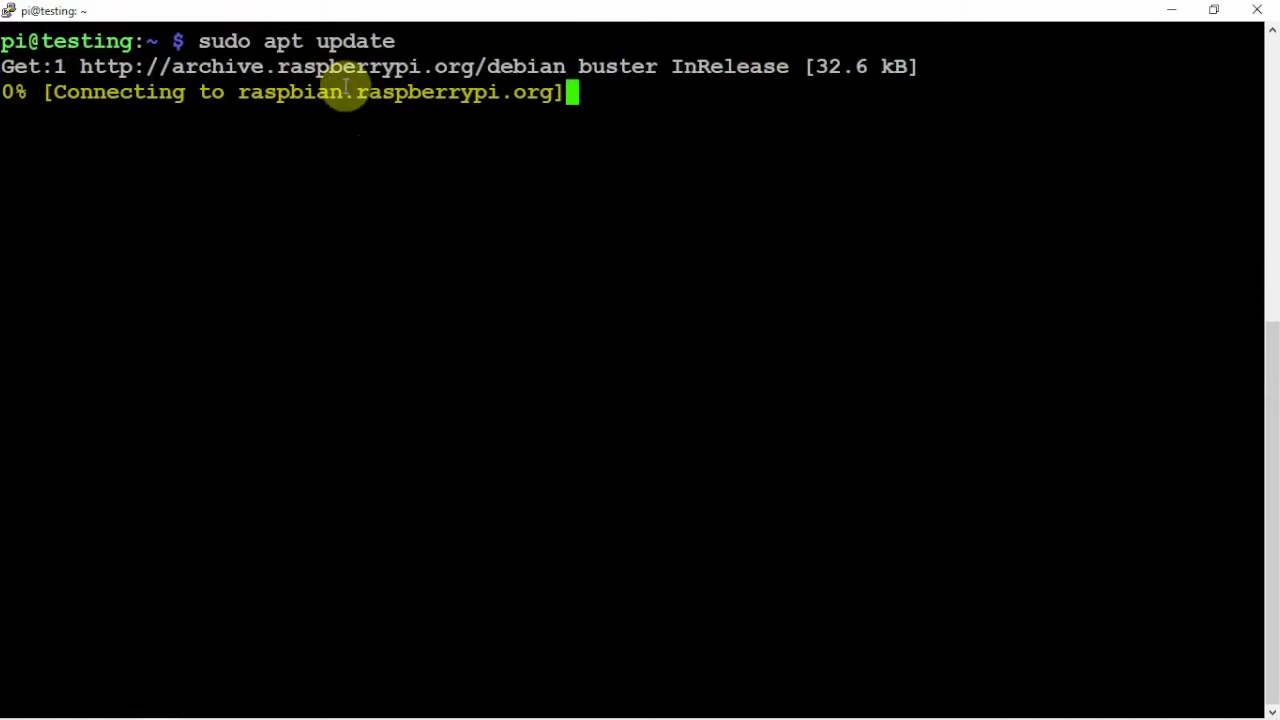 pi@testing: ~
pi@testing:~ $ sudo apt update
Get:1 http://archive.raspberrypi.org/debian buster InRelease [32.6 kB]
0% [Connecting to raspbian.raspberrypi.org]